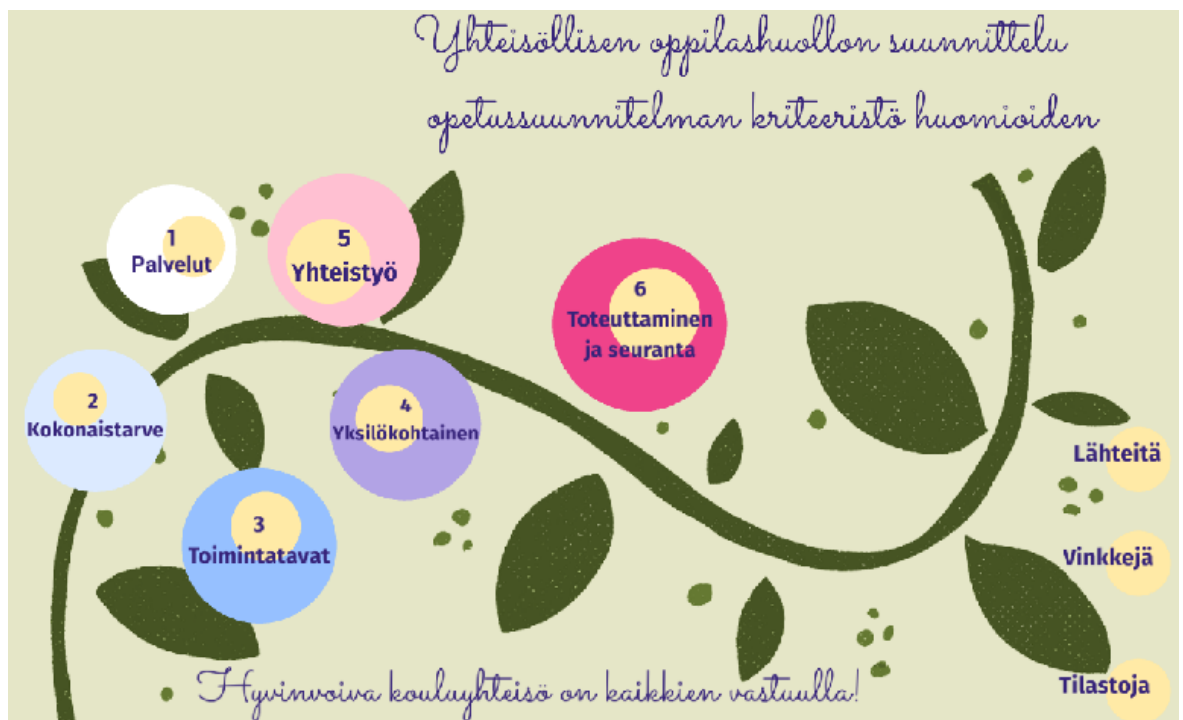 Yhteisöllisen oppilashuollon suunnittelu
opetussuunnitelman kriteeristö huomioiden
1
Palvelut
5
Yhteistyö
6
Toteuttaminen
ja seuranta
2
Kokonaistarve
4
Yksilökohtainen
3
Toimintatavat
Lähteitä
Vinkkejä
Tilastoja
Hyvinvoiva kouluyhteisö on kaikkien vastuulla!